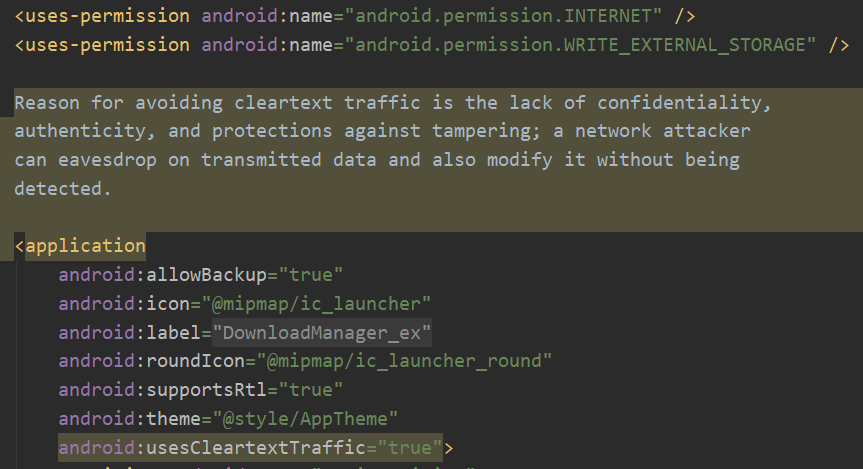 <uses-permission android:name="android.permission.INTERNET" />
<uses-permission android:name="android.permission.WRITE_EXTERNAL_STORAGE" />
Reason for avoiding cleartext traffic is the lack of confidentiality,
authenticity, and protections against tampering; a network attacker
can eavesdrop on transmitted data and also modify it without being
detected.
<application
android:allowBackup="true"
android:icon="@mipmap/ic_launcher"
android:label="DownloadManager_ex"
android:roundIcon="@mipmap/ic_launcher_round"
android:supportsRtl="true"
android:theme="@style/AppTheme"
android:usesCleartextTraffic="true">